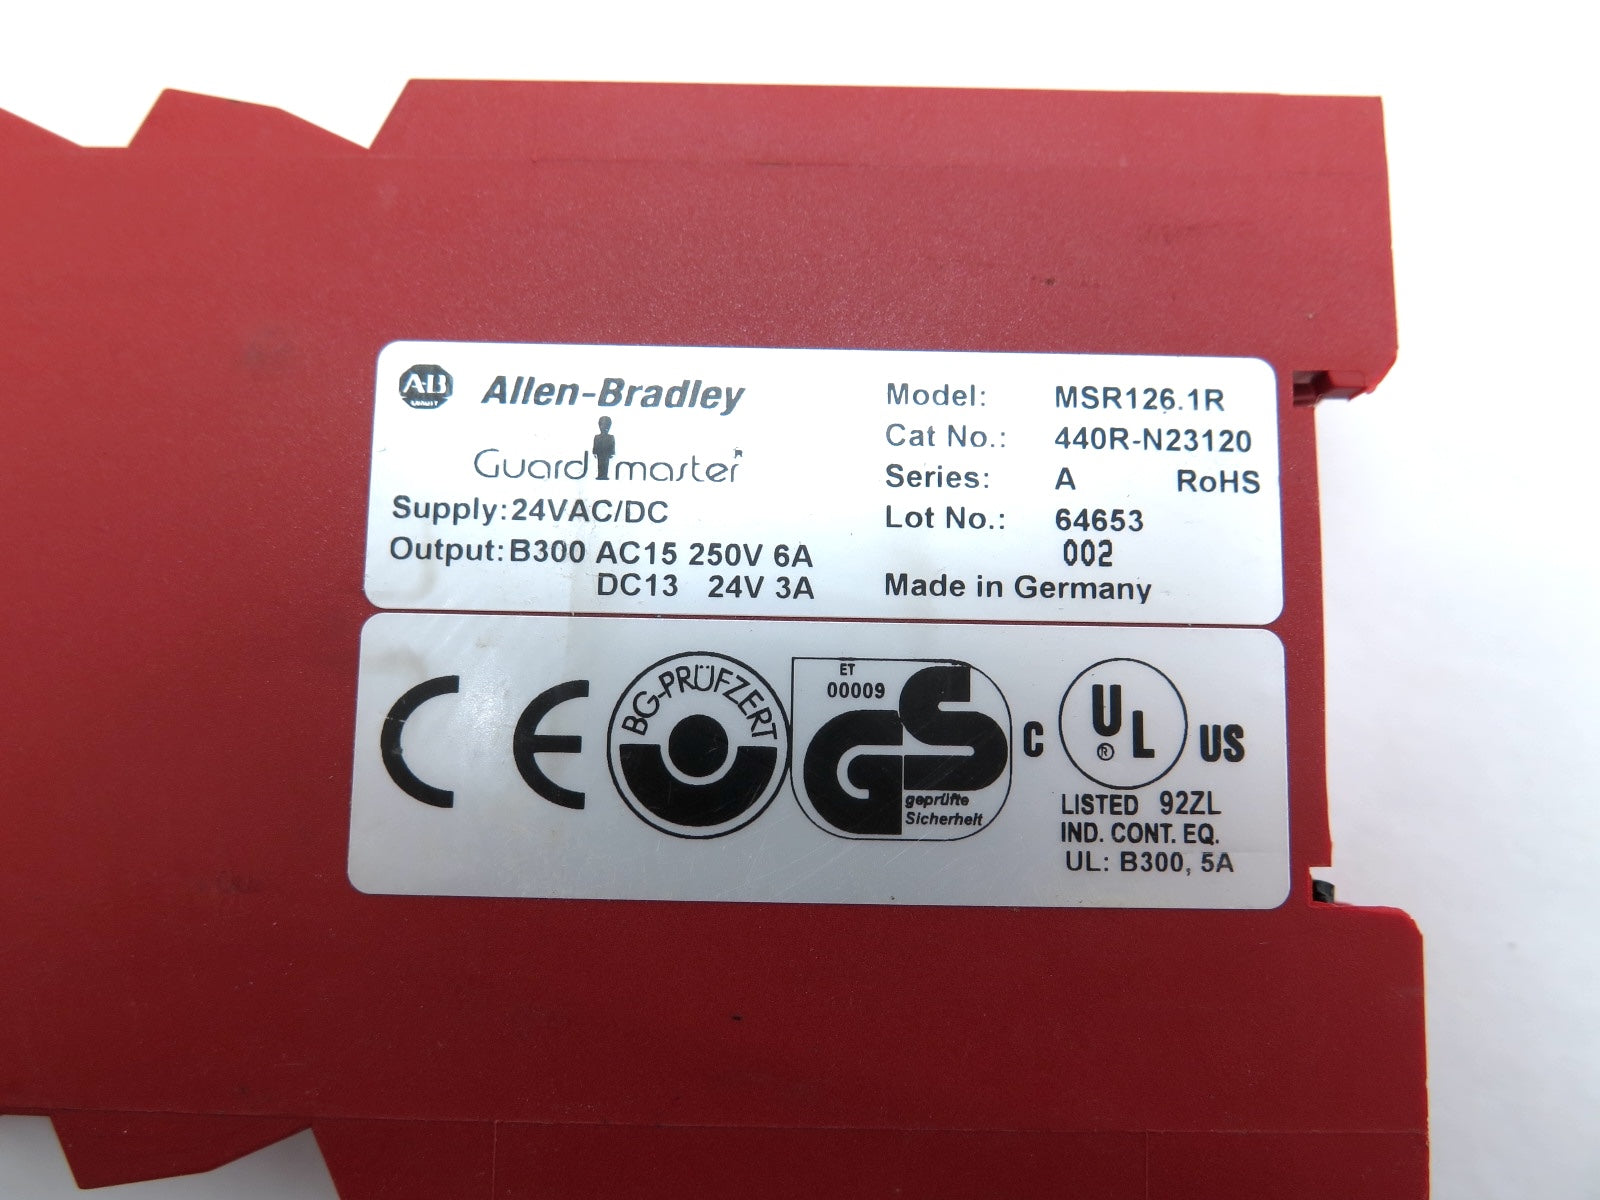 A-B
QUALITY
Allen-Bradley
Guardmaster
Supply: 24VAC/DC
Output: B300 AC15 250V 6A
DC13 24V 3A
Model: MSR126.1R
Cat No.: 440R-N23120
Series: A RoHS
Lot No.: 64653
002
Made in Germany
CE
BG-PRÜFZERT
ET
00009
GS
geprüfte
Sicherheit
C UL® US
LISTED 92ZL
IND. CONT. EQ.
UL: B300, 5A